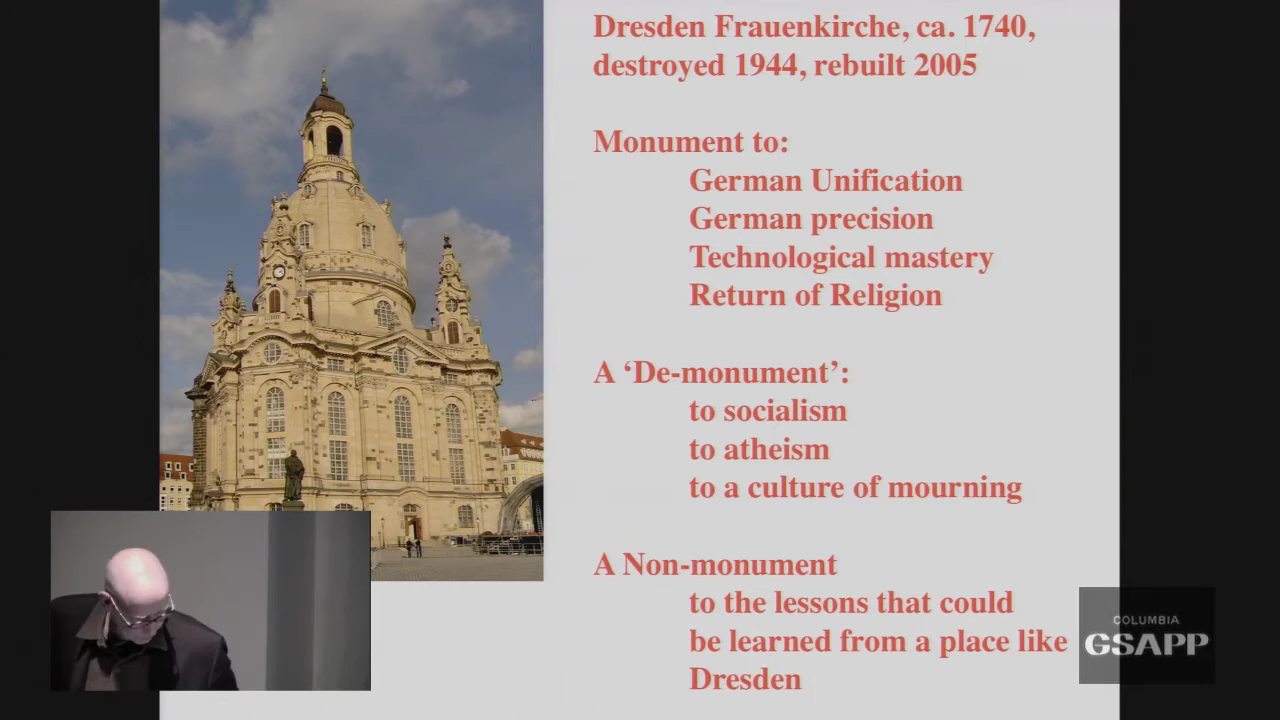 Dresden Frauenkirche, ca. 1740,
destroyed 1944, rebuilt 2005
Monument to:
German Unification
German precision
Technological mastery
Return of Religion
A ‘De-monument’:
to socialism
to atheism
to a culture of mourning
A Non-monument
to the lessons that could
be learned from a place like
Dresden
COLUMBIA
GSAPP